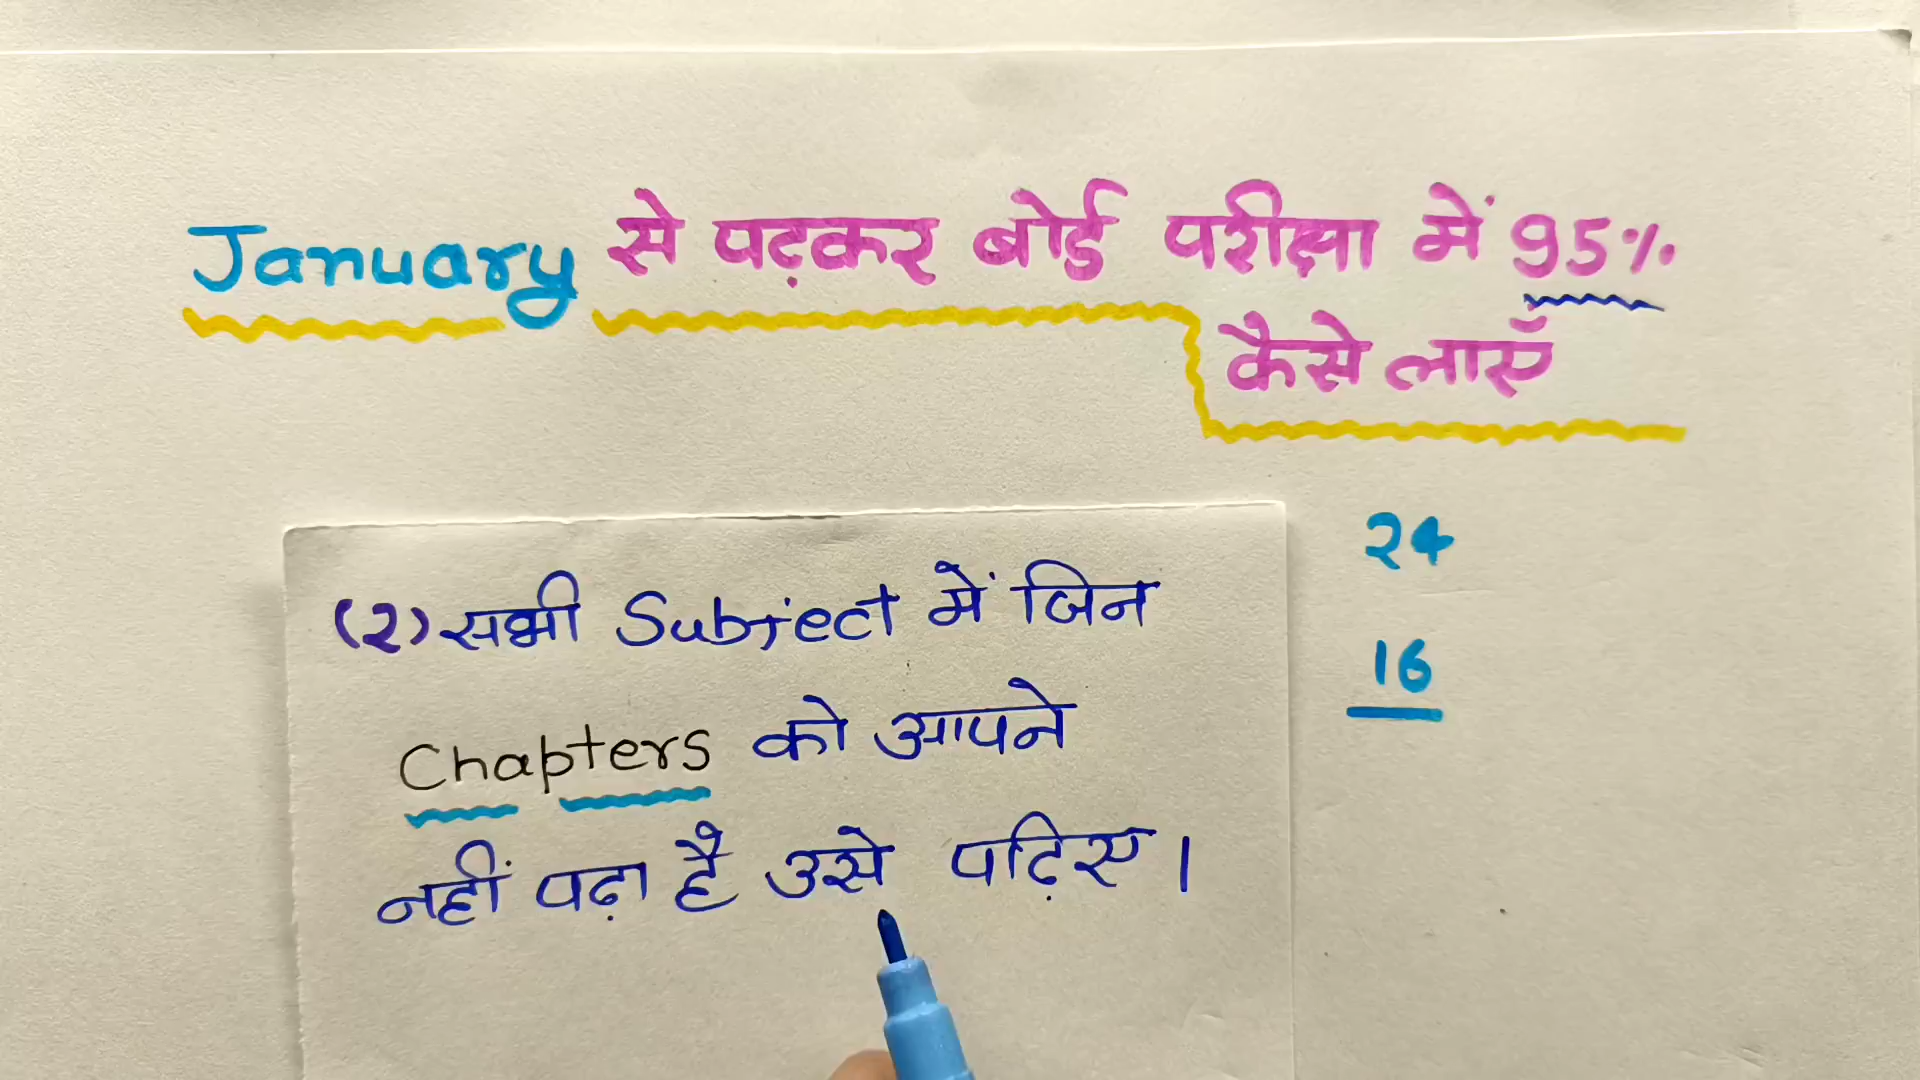 January से पढ़कर बोर्ड परीक्षा में 95%
कैसे लाएँ
24
16
(2) सभी Subject में जिन
Chapters को आपने
नहीं पढ़ा है उसे पढ़िए।